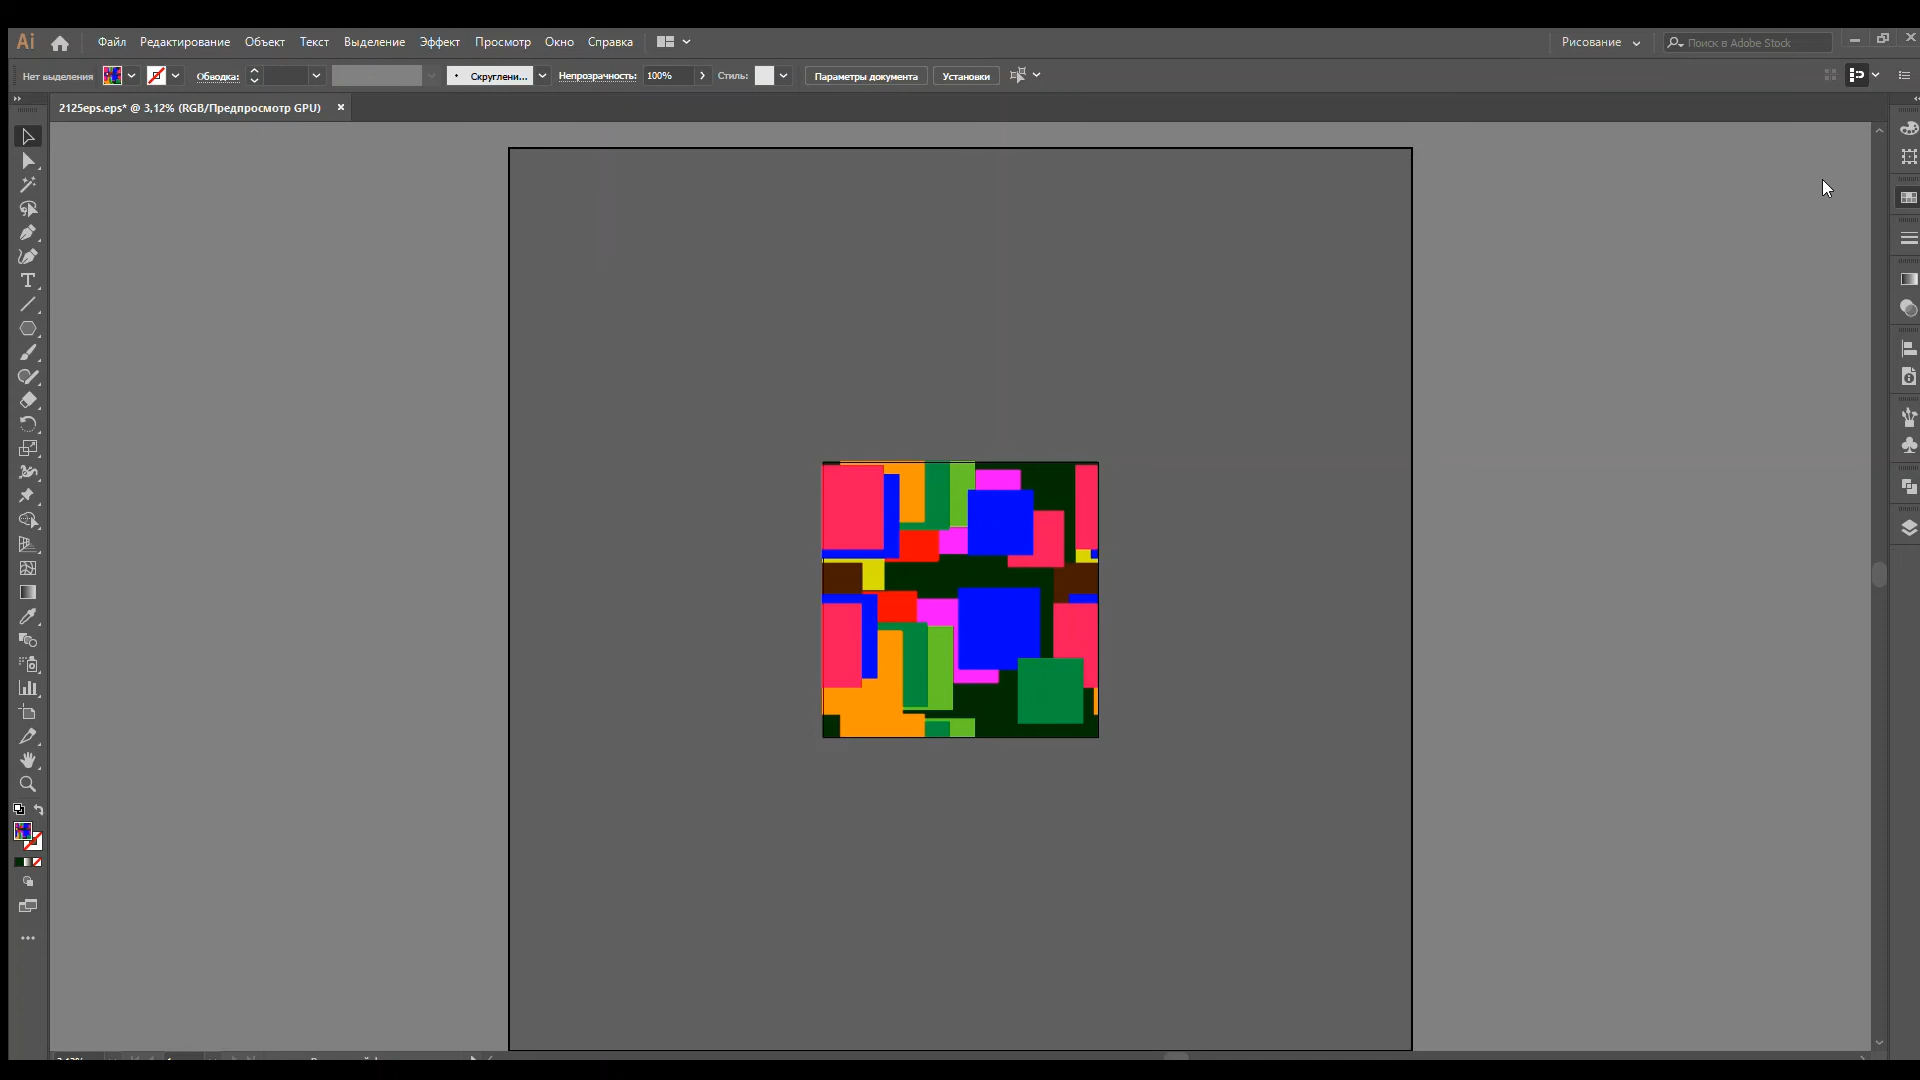 Ai Файл Редактирование Объект Текст Выделение Эффект Просмотр Окно Справка Рисование Поиск в Adobe Stock
Нет выделения Обводка: Скруглени... Непрозрачность: 100% Стиль: Параметры документа Установки
2125eps.eps* @ 3,12% (RGB/Предпросмотр GPU) ×
T